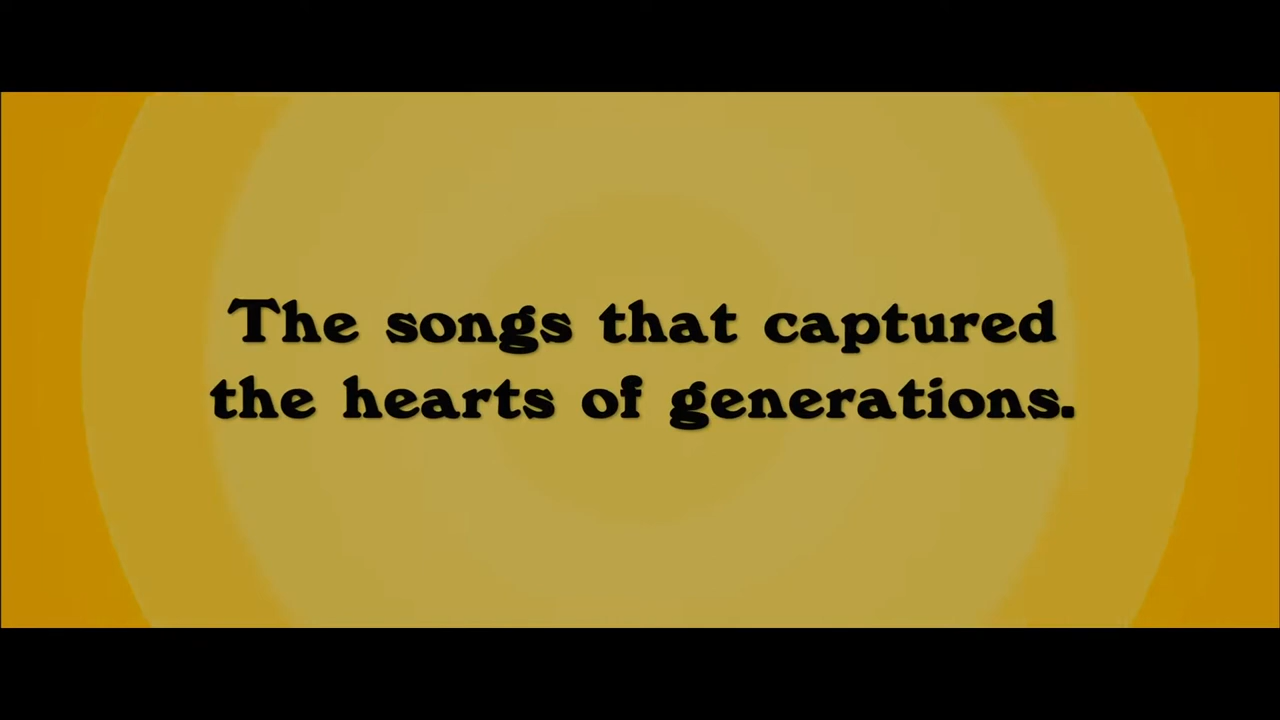 The songs that captured
the hearts of generations.